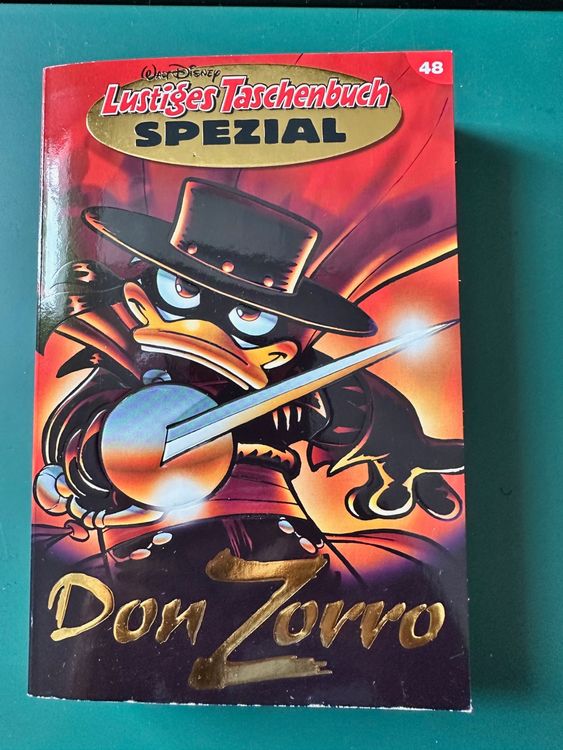 48
Walt Disney
Lustiges Taschenbuch
SPEZIAL
Don Zorro